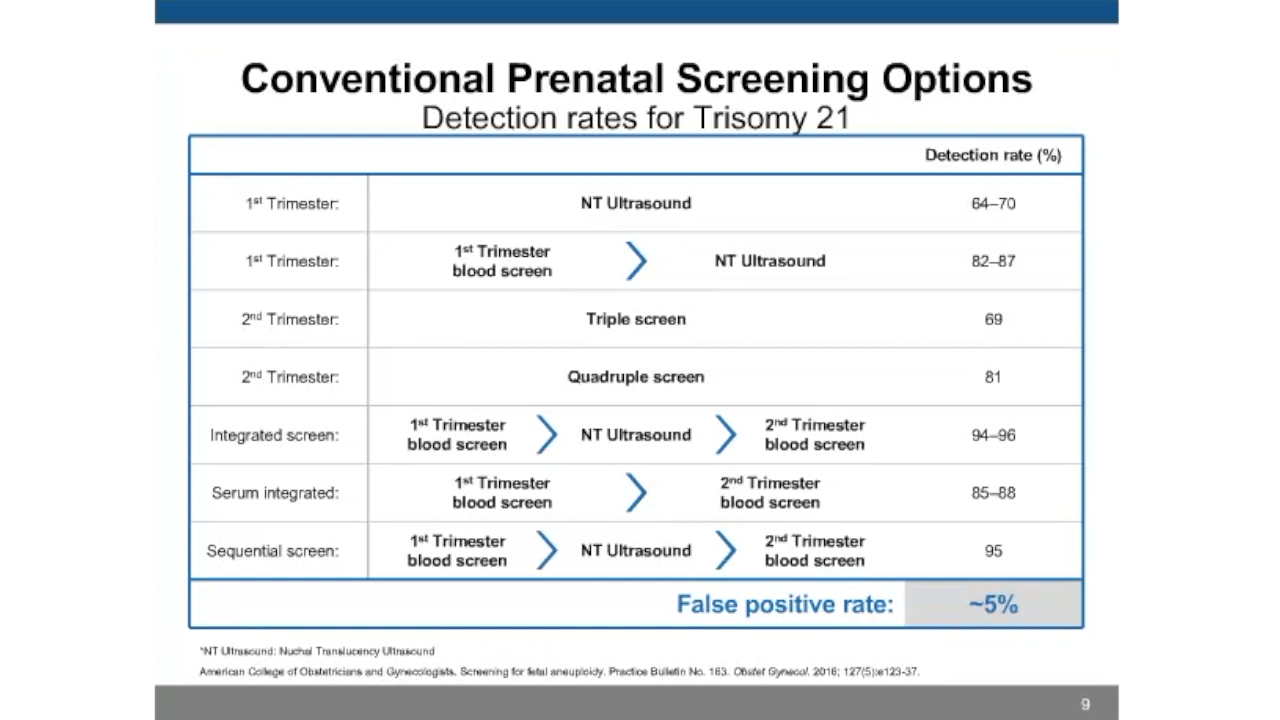 Conventional Prenatal Screening Options
Detection rates for Trisomy 21
Detection rate (%)
1st Trimester: NT Ultrasound 64–70
1st Trimester: 1st Trimester blood screen NT Ultrasound 82–87
2nd Trimester: Triple screen 69
2nd Trimester: Quadruple screen 81
Integrated screen: 1st Trimester blood screen NT Ultrasound 2nd Trimester blood screen 94–96
Serum integrated: 1st Trimester blood screen 2nd Trimester blood screen 85–88
Sequential screen: 1st Trimester blood screen NT Ultrasound 2nd Trimester blood screen 95
False positive rate: ~5%
*NT Ultrasound: Nuchal Translucency Ultrasound
American College of Obstetricians and Gynecologists. Screening for fetal aneuploidy. Practice Bulletin No. 163. Obstet Gynecol. 2016; 127(5):e123-37.
9